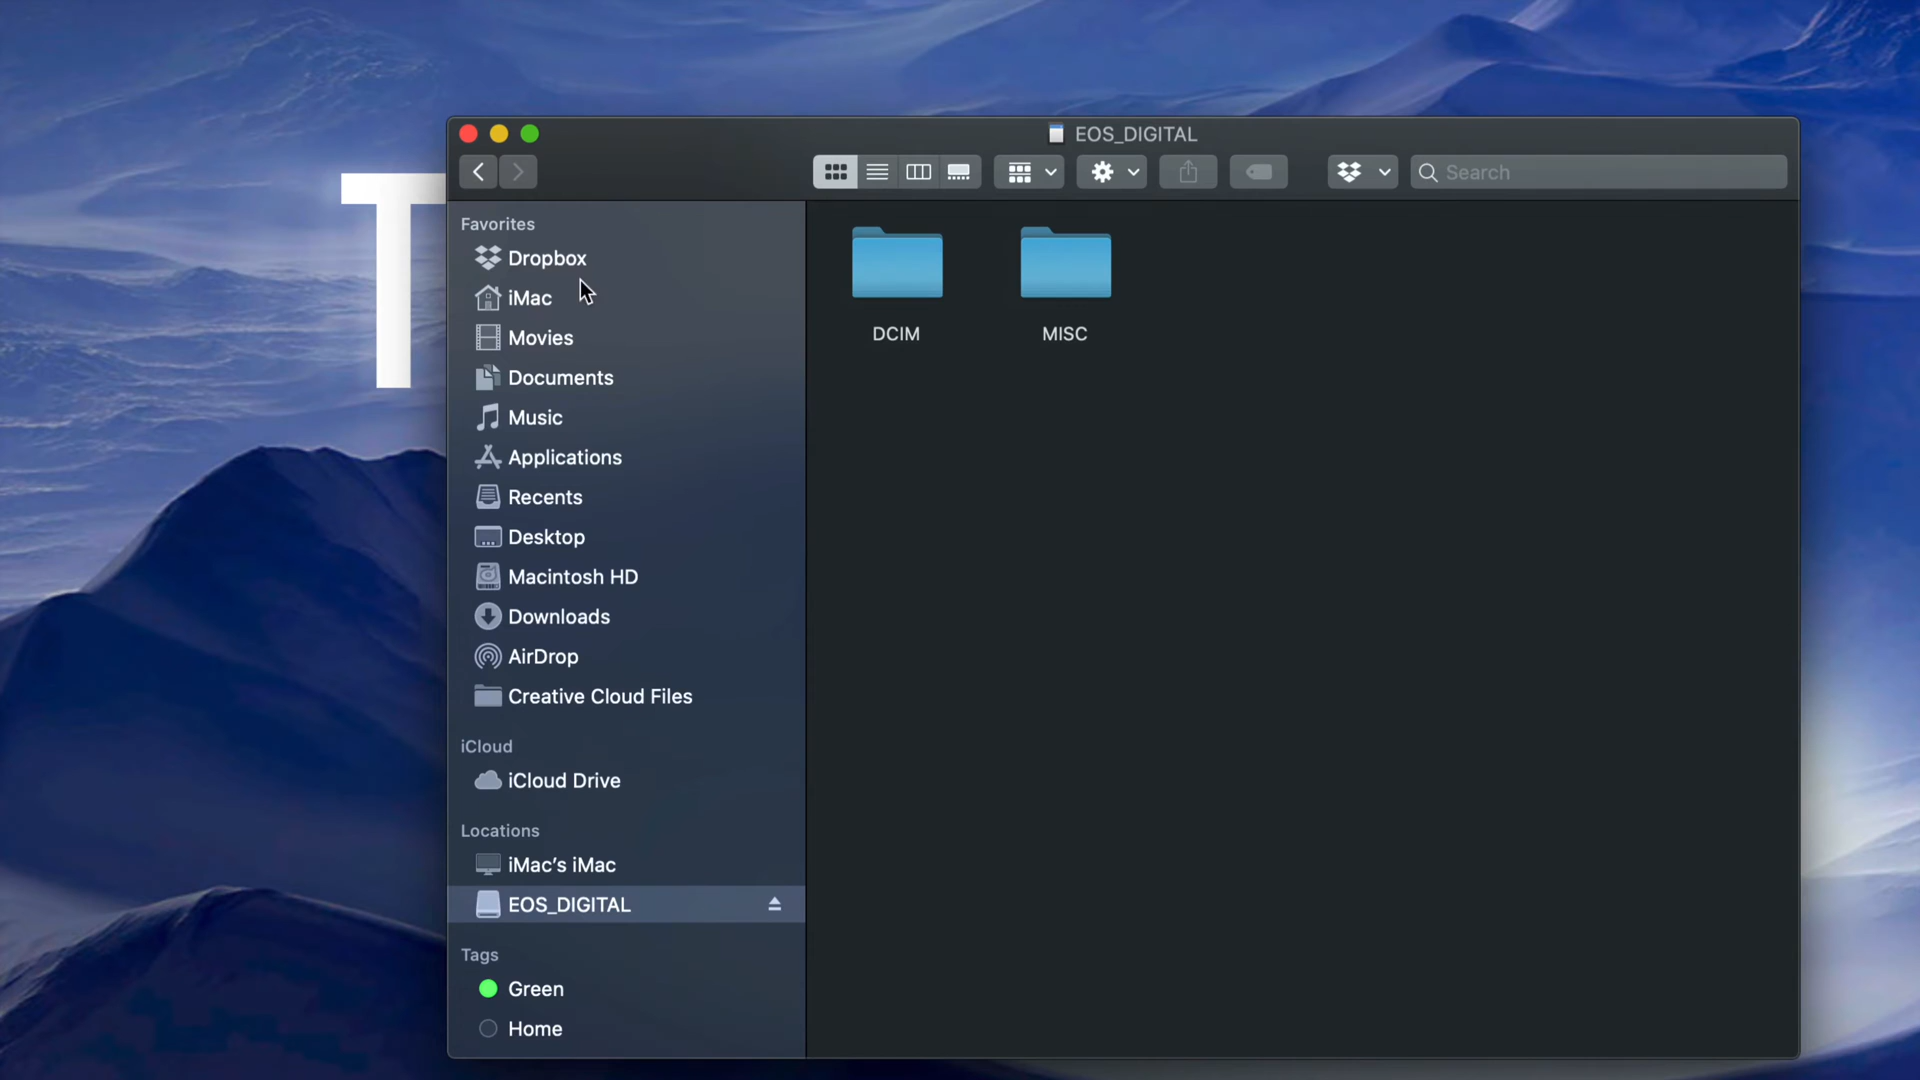 T
EOS_DIGITAL
Search
Favorites
Dropbox
iMac
Movies
Documents
Music
Applications
Recents
Desktop
Macintosh HD
Downloads
AirDrop
Creative Cloud Files
iCloud
iCloud Drive
Locations
iMac’s iMac
EOS_DIGITAL
Tags
Green
Home
DCIM
MISC